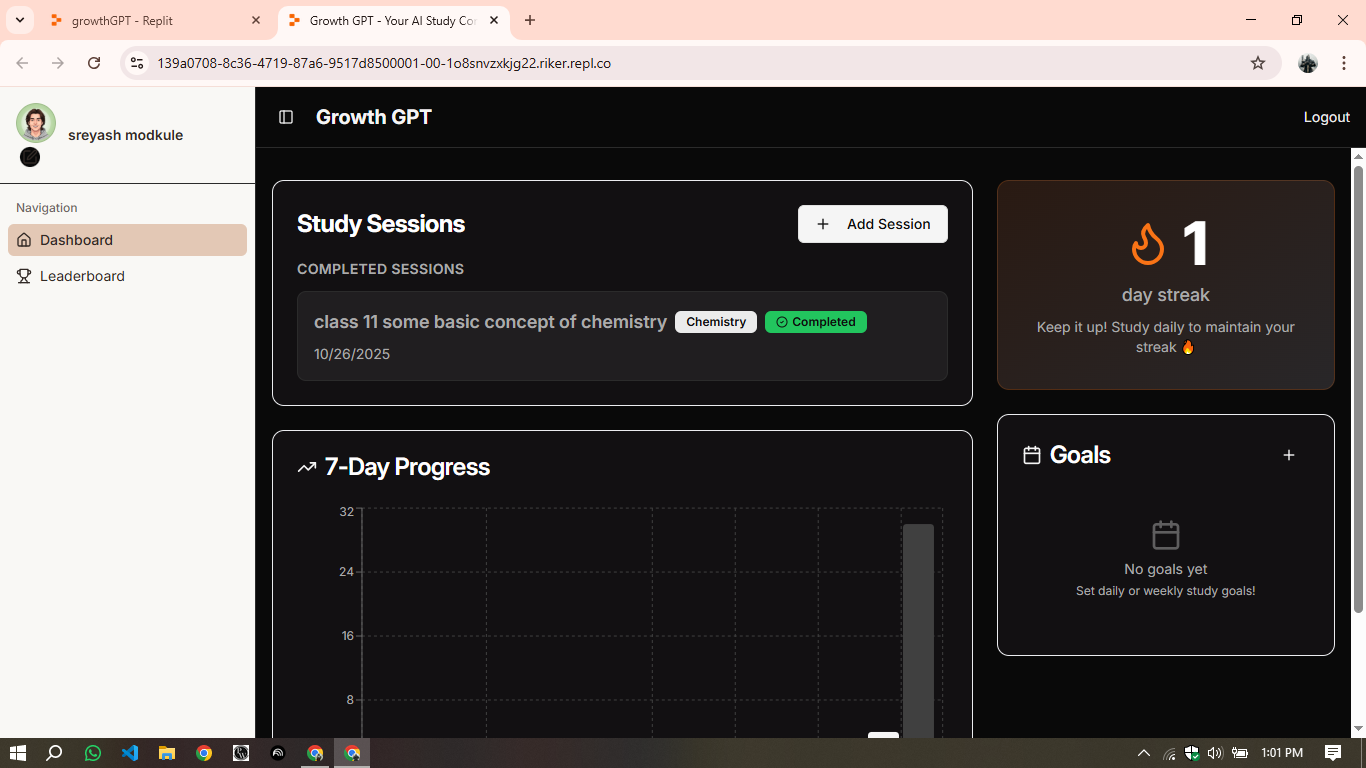 growthGPT - Replit
Growth GPT - Your AI Study Co
139a0708-8c36-4719-87a6-9517d8500001-00-1o8snvzxkjg22.riker.repl.co
sreyash modkule
Navigation
Dashboard
Leaderboard
Growth GPT
Logout
Study Sessions
Add Session
COMPLETED SESSIONS
class 11 some basic concept of chemistry Chemistry Completed
10/26/2025
7-Day Progress
32
24
16
8
1
day streak
Keep it up! Study daily to maintain your
streak 🔥
Goals
No goals yet
Set daily or weekly study goals!
1:01 PM